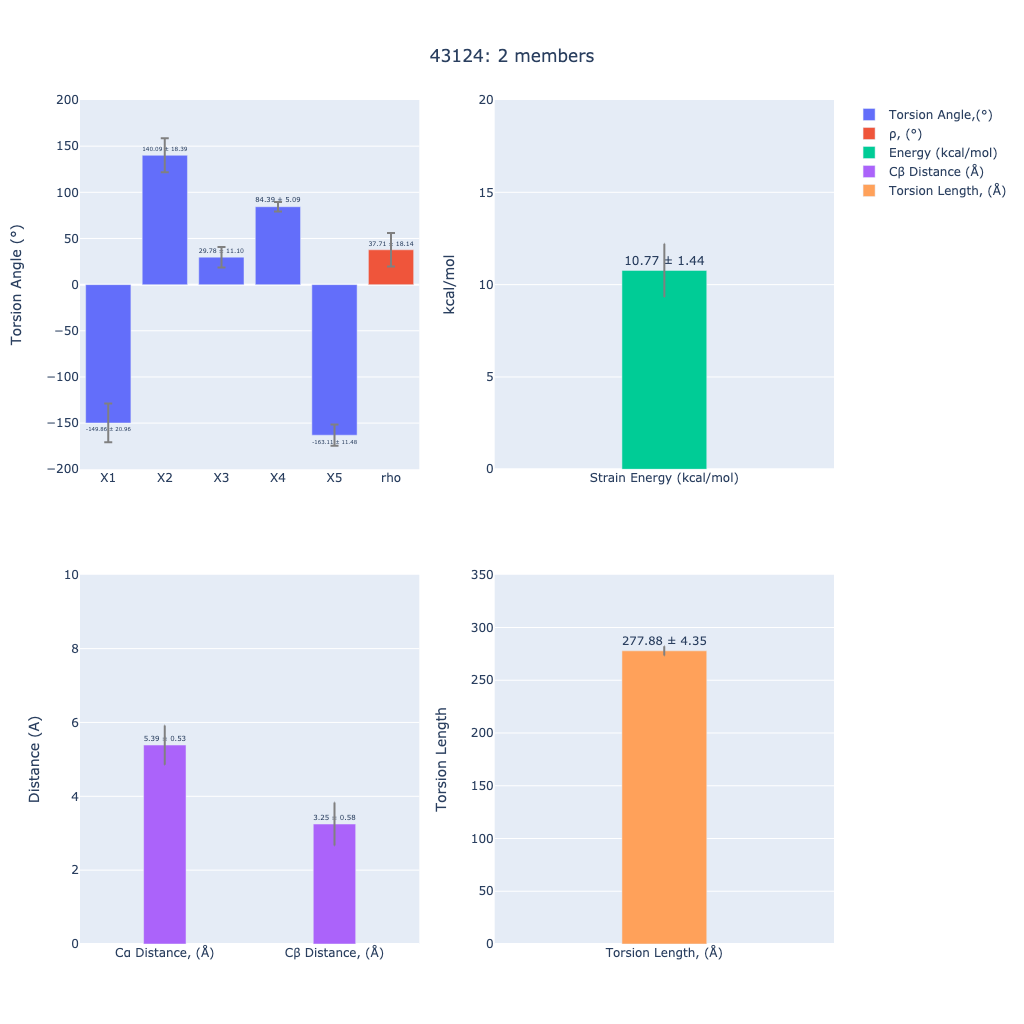 43124: 2 members
Torsion Angle (°)
200
150
100
50
0
−50
−100
−150
−200
140.09 ± 18.39
84.39 ± 5.09
29.78 ± 11.10
37.71 ± 18.14
-149.86 ± 20.96
-163.11 ± 11.48
X1 X2 X3 X4 X5 rho
kcal/mol
20
15
10
5
0
10.77 ± 1.44
Strain Energy (kcal/mol)
Torsion Angle,(°)
ρ, (°)
Energy (kcal/mol)
Cβ Distance (Å)
Torsion Length, (Å)
Distance (A)
10
8
6
4
2
0
5.39 ± 0.53
3.25 ± 0.58
Cα Distance, (Å) Cβ Distance, (Å)
Torsion Length
350
300
250
200
150
100
50
0
277.88 ± 4.35
Torsion Length, (Å)